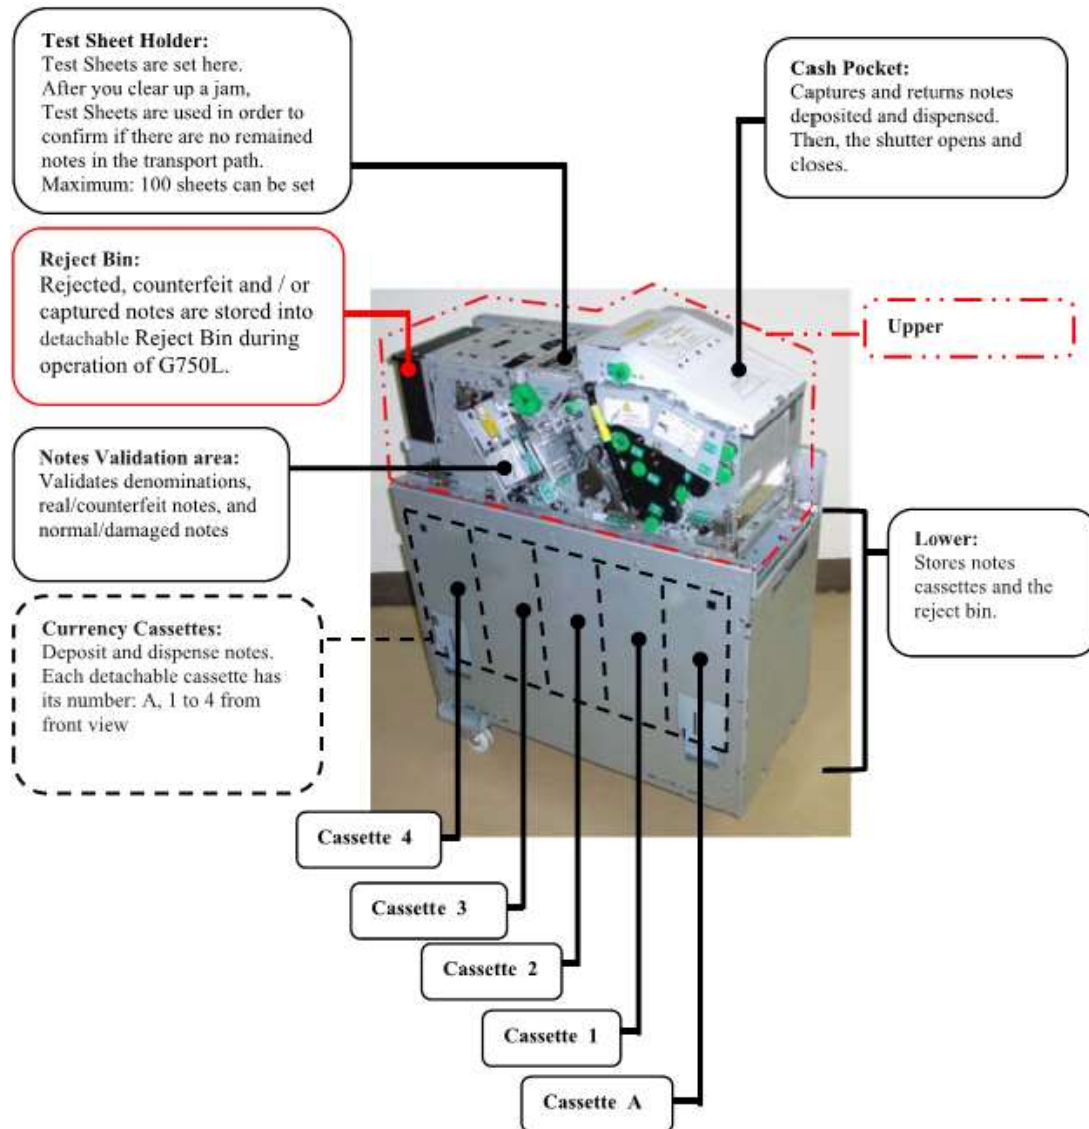 Test Sheet Holder:
Test Sheets are set here.
After you clear up a jam,
Test Sheets are used in order to
confirm if there are no remained
notes in the transport path.
Maximum: 100 sheets can be set
Cash Pocket:
Captures and returns notes
deposited and dispensed.
Then, the shutter opens and
closes.
Reject Bin:
Rejected, counterfeit and / or
captured notes are stored into
detachable Reject Bin during
operation of G750L.
Upper
Notes Validation area:
Validates denominations,
real/counterfeit notes, and
normal/damaged notes
Lower:
Stores notes
cassettes and the
reject bin.
Currency Cassettes:
Deposit and dispense notes.
Each detachable cassette has
its number: A, 1 to 4 from
front view
Cassette 4
Cassette 3
Cassette 2
Cassette 1
Cassette A